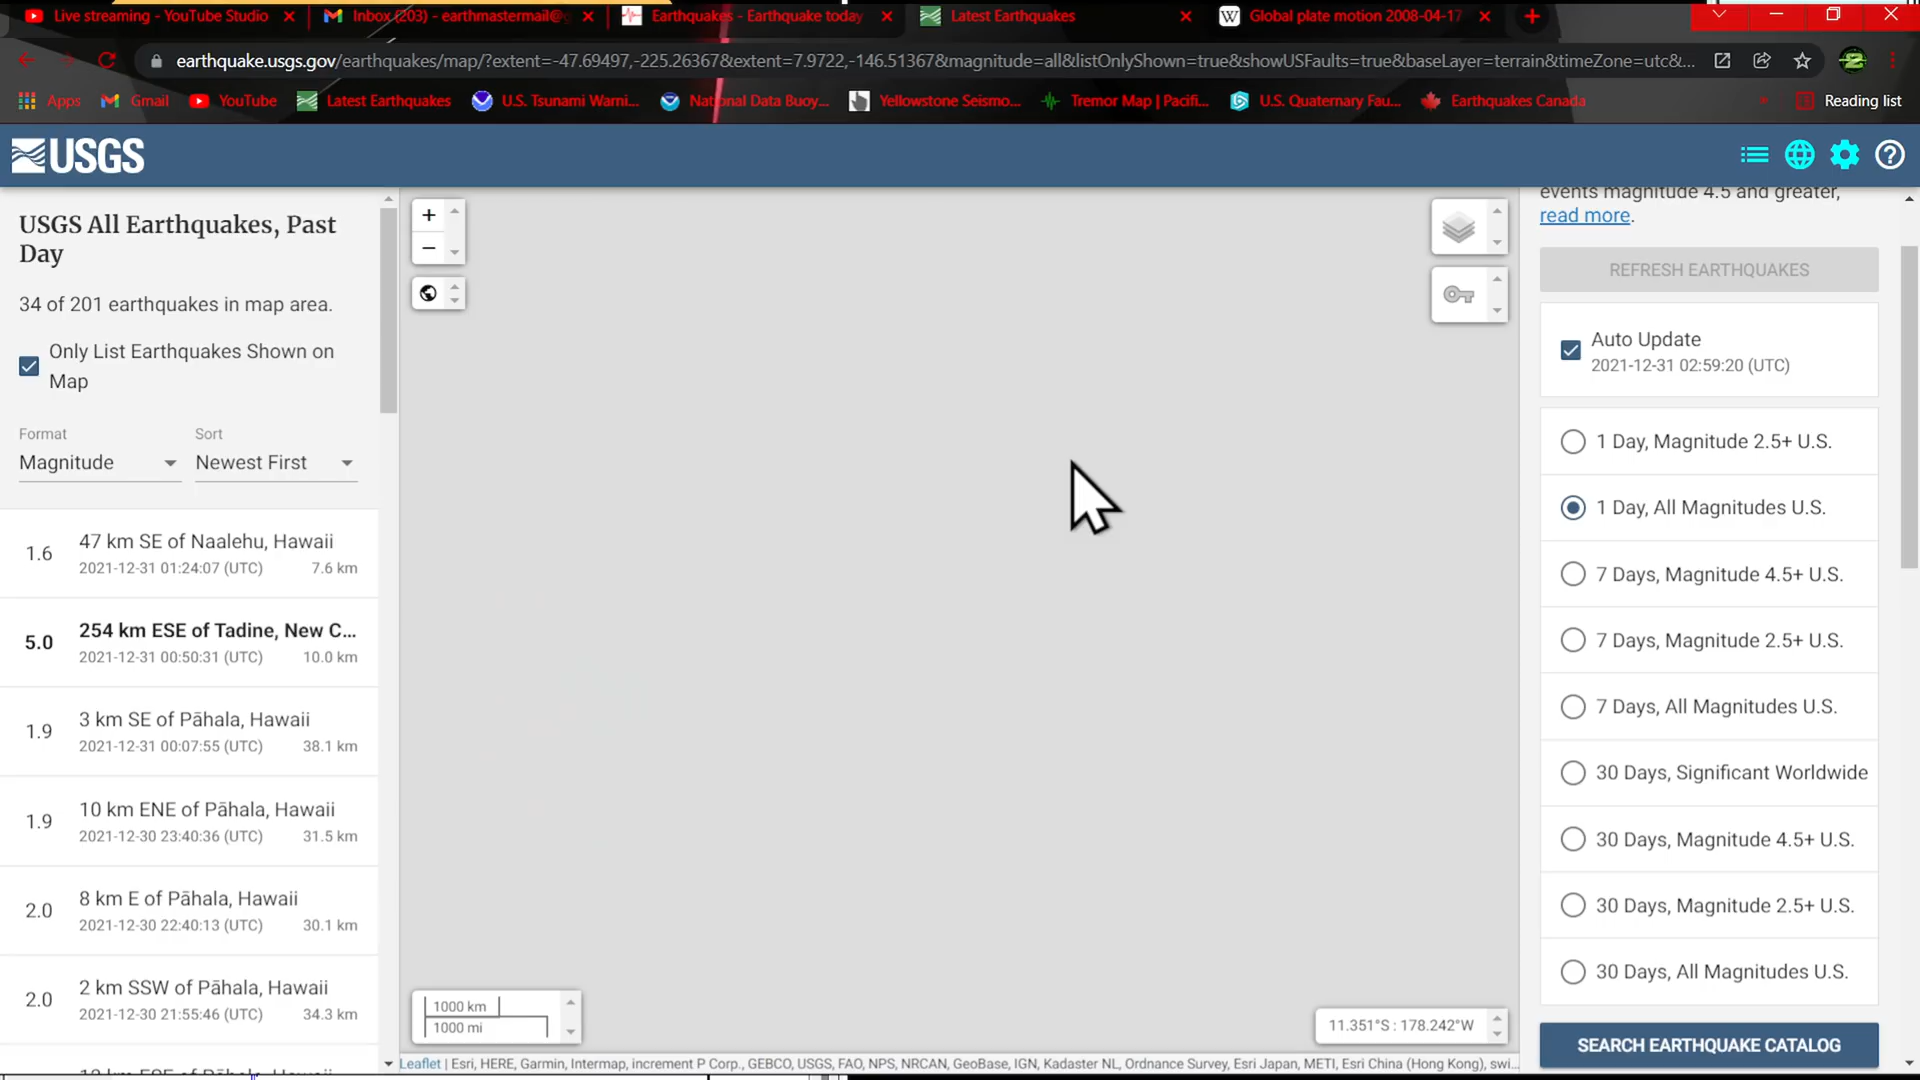 Live streaming - YouTube Studio
Inbox (203) - earthmastermail@g
Earthquakes - Earthquake today
Latest Earthquakes
Global plate motion 2008-04-17
earthquake.usgs.gov/earthquakes/map/?extent=-47.69497,-225.26367&extent=7.9722,-146.51367&magnitude=all&listOnlyShown=true&showUSFaults=true&baseLayer=terrain&timeZone=utc&...
Apps
Gmail
YouTube
Latest Earthquakes
U.S. Tsunami Warni...
National Data Buoy...
Yellowstone Seismo...
Tremor Map | Pacifi...
U.S. Quaternary Fau...
Earthquakes Canada
Reading list
USGS
USGS All Earthquakes, Past
Day
34 of 201 earthquakes in map area.
Only List Earthquakes Shown on
Map
Format
Sort
Magnitude
Newest First
1.6
47 km SE of Naalehu, Hawaii
2021-12-31 01:24:07 (UTC)
7.6 km
5.0
254 km ESE of Tadine, New C...
2021-12-31 00:50:31 (UTC)
10.0 km
1.9
3 km SE of Pāhala, Hawaii
2021-12-31 00:07:55 (UTC)
38.1 km
1.9
10 km ENE of Pāhala, Hawaii
2021-12-30 23:40:36 (UTC)
31.5 km
2.0
8 km E of Pāhala, Hawaii
2021-12-30 22:40:13 (UTC)
30.1 km
2.0
2 km SSW of Pāhala, Hawaii
2021-12-30 21:55:46 (UTC)
34.3 km
+
−
1000 km
1000 mi
11.351°S : 178.242°W
Leaflet | Esri, HERE, Garmin, Intermap, increment P Corp., GEBCO, USGS, FAO, NPS, NRCAN, GeoBase, IGN, Kadaster NL, Ordnance Survey, Esri Japan, METI, Esri China (Hong Kong), swi...
events magnitude 4.5 and greater,
read more.
REFRESH EARTHQUAKES
Auto Update
2021-12-31 02:59:20 (UTC)
1 Day, Magnitude 2.5+ U.S.
1 Day, All Magnitudes U.S.
7 Days, Magnitude 4.5+ U.S.
7 Days, Magnitude 2.5+ U.S.
7 Days, All Magnitudes U.S.
30 Days, Significant Worldwide
30 Days, Magnitude 4.5+ U.S.
30 Days, Magnitude 2.5+ U.S.
30 Days, All Magnitudes U.S.
SEARCH EARTHQUAKE CATALOG